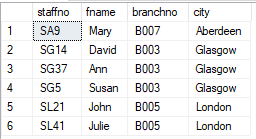 staffno fname branchno city
1 SA9 Mary B007 Aberdeen
2 SG14 David B003 Glasgow
3 SG37 Ann B003 Glasgow
4 SG5 Susan B003 Glasgow
5 SL21 John B005 London
6 SL41 Julie B005 London